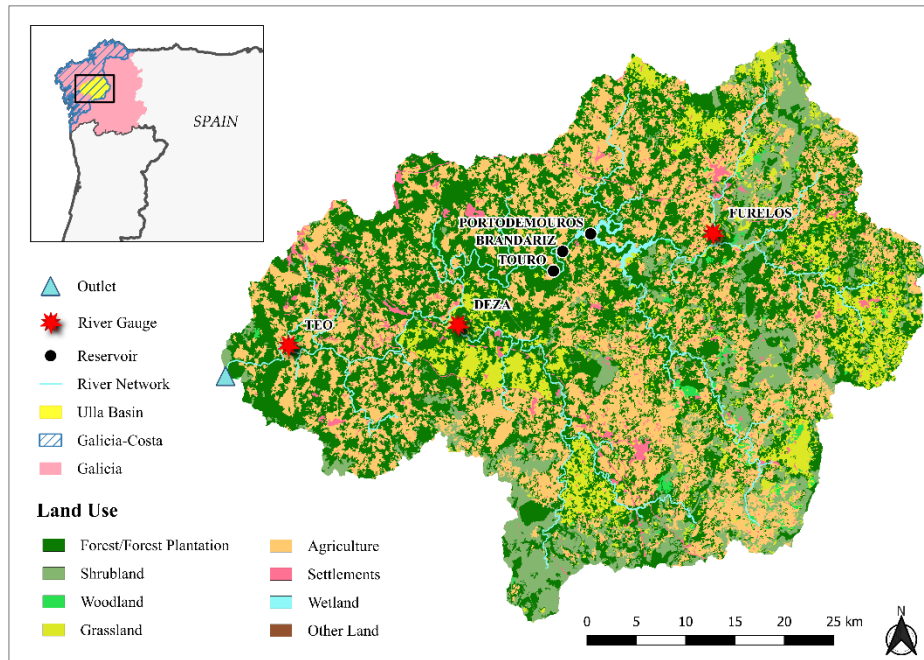 SPAIN
PORTODEMOUROS
BRANDARIZ
TOURO
FURELOS
DEZA
TEO
Outlet
River Gauge
Reservoir
River Network
Ulla Basin
Galicia-Costa
Galicia
Land Use
Forest/Forest Plantation
Shrubland
Woodland
Grassland
Agriculture
Settlements
Wetland
Other Land
0 5 10 15 20 25 km
N